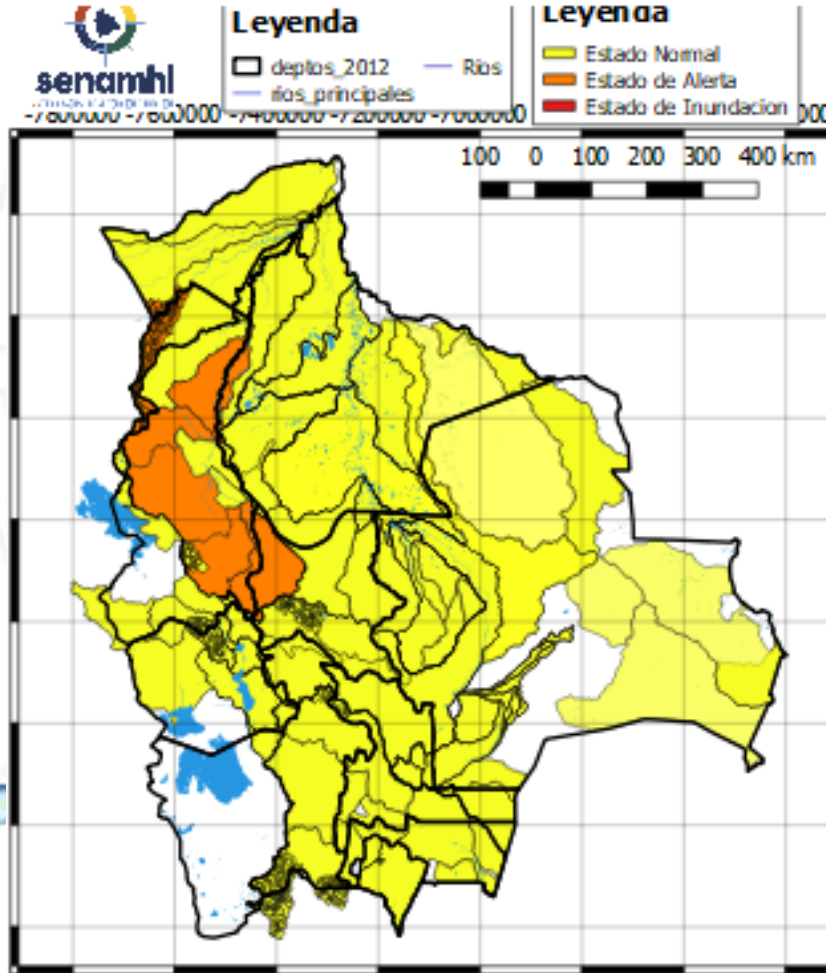 senamhi
Leyenda
deptos_2012
Rios
rios_principales
Leyenda
Estado Normal
Estado de Alerta
Estado de Inundacion
-7800000 -7600000 -7400000 -7200000 -7000000
100 0 100 200 300 400 km